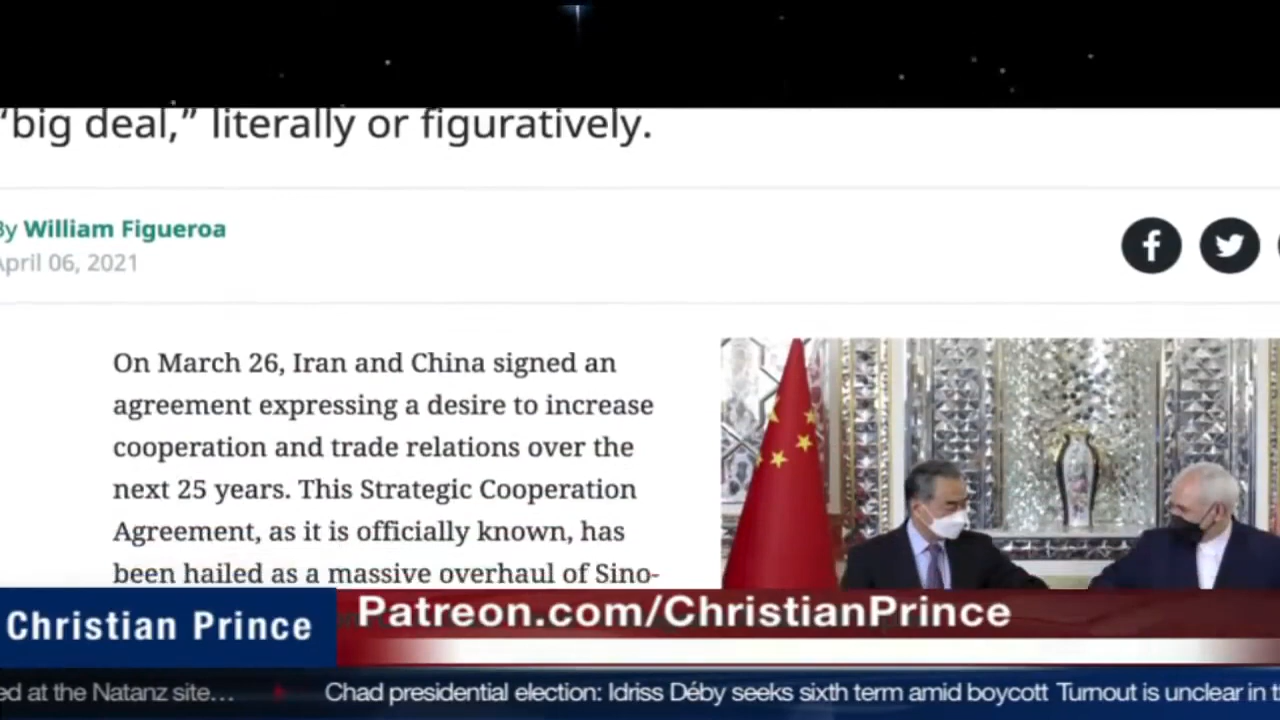 “big deal,” literally or figuratively.
By William Figueroa
April 06, 2021
On March 26, Iran and China signed an
agreement expressing a desire to increase
cooperation and trade relations over the
next 25 years. This Strategic Cooperation
Agreement, as it is officially known, has
been hailed as a massive overhaul of Sino-
Christian Prince
Patreon.com/ChristianPrince
ed at the Natanz site… Chad presidential election: Idriss Déby seeks sixth term amid boycott Turnout is unclear in t